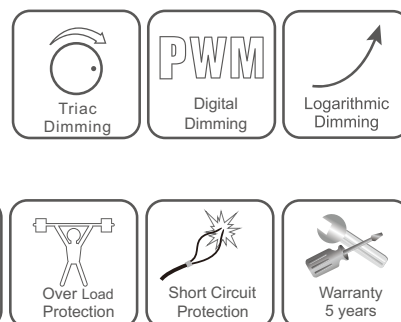 Triac
Dimming
PWM
Digital
Dimming
Logarithmic
Dimming
Over Load
Protection
Short Circuit
Protection
Warranty
5 years